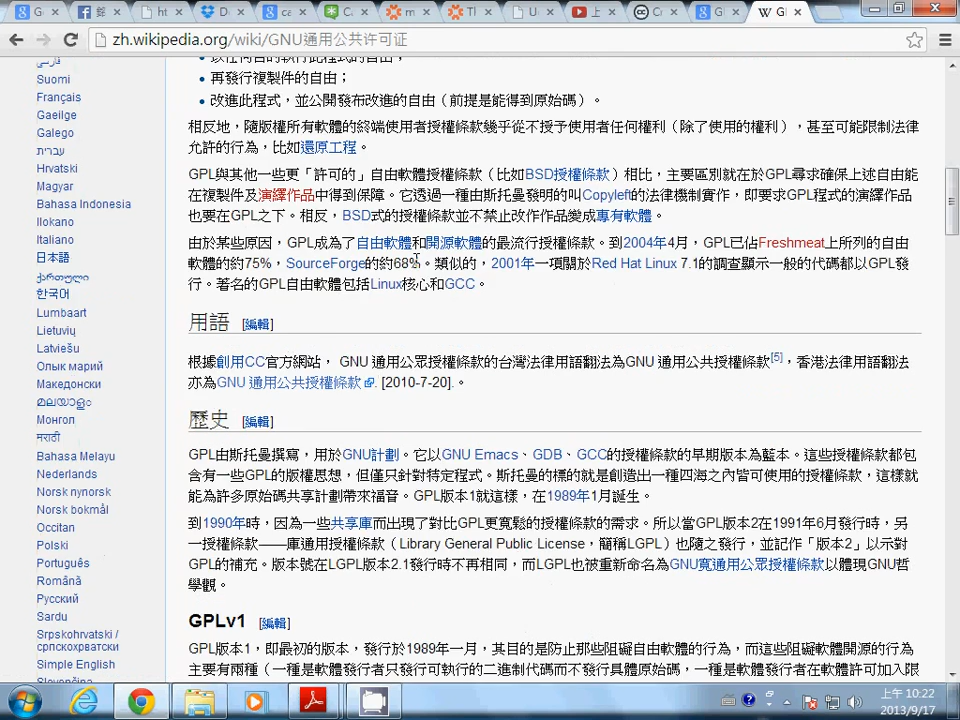 G
鄭
ht
D
ca
C
m
Tl
U
上
C
G
W G
zh.wikipedia.org/wiki/GNU通用公共许可证
فارسی
Suomi
Français
Gaeilge
Galego
עברית
Hrvatski
Magyar
Bahasa Indonesia
Ilokano
Italiano
日本語
ქართული
한국어
Lumbaart
Lietuvių
Latviešu
Олык марий
Македонски
മലയാളം
Монгол
मराठी
Bahasa Melayu
Nederlands
Norsk nynorsk
Norsk bokmål
Occitan
Polski
Português
Română
Русский
Sardu
Srpskohrvatski /
српскохрватски
Simple English
Slovenčina
以任何目的執行此程式的自由;
再發行複製件的自由;
改進此程式,並公開發布改進的自由(前提是能得到原始碼)。
相反地,隨版權所有軟體的終端使用者授權條款幾乎從不授予使用者任何權利(除了使用的權利),甚至可能限制法律
允許的行為,比如還原工程。
GPL與其他一些更「許可的」自由軟體授權條款(比如BSD授權條款)相比,主要區別就在於GPL尋求確保上述自由能
在複製件及演繹作品中得到保障。它透過一種由斯托曼發明的叫Copyleft的法律機制實作,即要求GPL程式的演繹作品
也要在GPL之下。相反,BSD式的授權條款並不禁止改作作品變成專有軟體。
由於某些原因,GPL成為了自由軟體和開源軟體的最流行授權條款。到2004年4月,GPL已佔Freshmeat上所列的自由
軟體的約75%,SourceForge的約68%。類似的,2001年一項關於Red Hat Linux 7.1的調查顯示一般的代碼都以GPL發
行。著名的GPL自由軟體包括Linux核心和GCC。
用語 [編輯]
根據創用CC官方網站, GNU 通用公眾授權條款的台灣法律用語翻法為GNU 通用公共授權條款[5],香港法律用語翻法
亦為GNU 通用公共授權條款. [2010-7-20].。
歷史 [編輯]
GPL由斯托曼撰寫,用於GNU計劃。它以GNU Emacs、GDB、GCC的授權條款的早期版本為藍本。這些授權條款都包
含有一些GPL的版權思想,但僅只針對特定程式。斯托曼的標的就是創造出一種四海之內皆可使用的授權條款,這樣就
能為許多原始碼共享計劃帶來福音。GPL版本1就這樣,在1989年1月誕生。
到1990年時,因為一些共享庫而出現了對比GPL更寬鬆的授權條款的需求。所以當GPL版本2在1991年6月發行時,另
一授權條款——庫通用授權條款(Library General Public License,簡稱LGPL)也隨之發行,並記作「版本2」以示對
GPL的補充。版本號在LGPL版本2.1發行時不再相同,而LGPL也被重新命名為GNU寬通用公眾授權條款以體現GNU哲
學觀。
GPLv1 [編輯]
GPL版本1,即最初的版本,發行於1989年一月,其目的是防止那些阻礙自由軟體的行為,而這些阻礙軟體開源的行為
主要有兩種(一種是軟體發行者只發行可執行的二進制代碼而不發行具體原始碼,一種是軟體發行者在軟體許可加入限
上午 10:22
2013/9/17